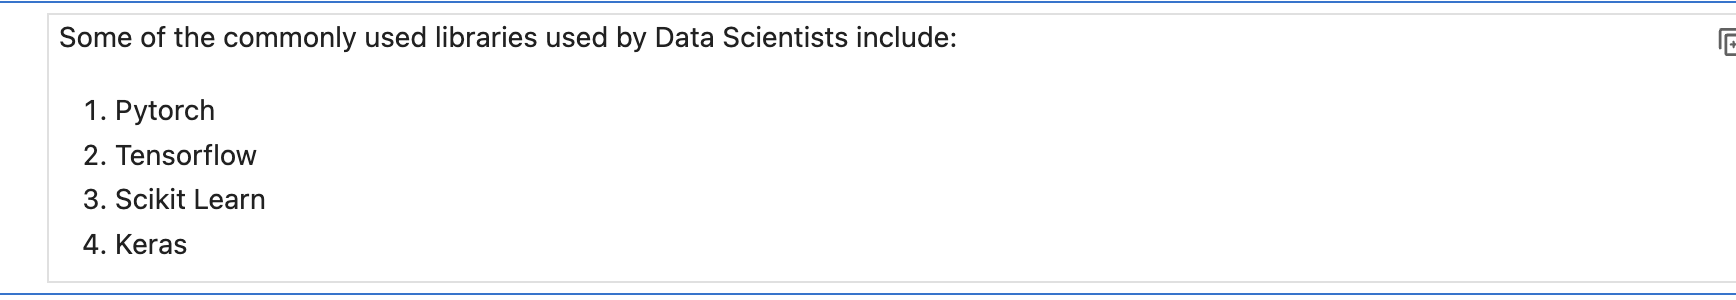 Some of the commonly used libraries used by Data Scientists include:
1. Pytorch
2. Tensorflow
3. Scikit Learn
4. Keras